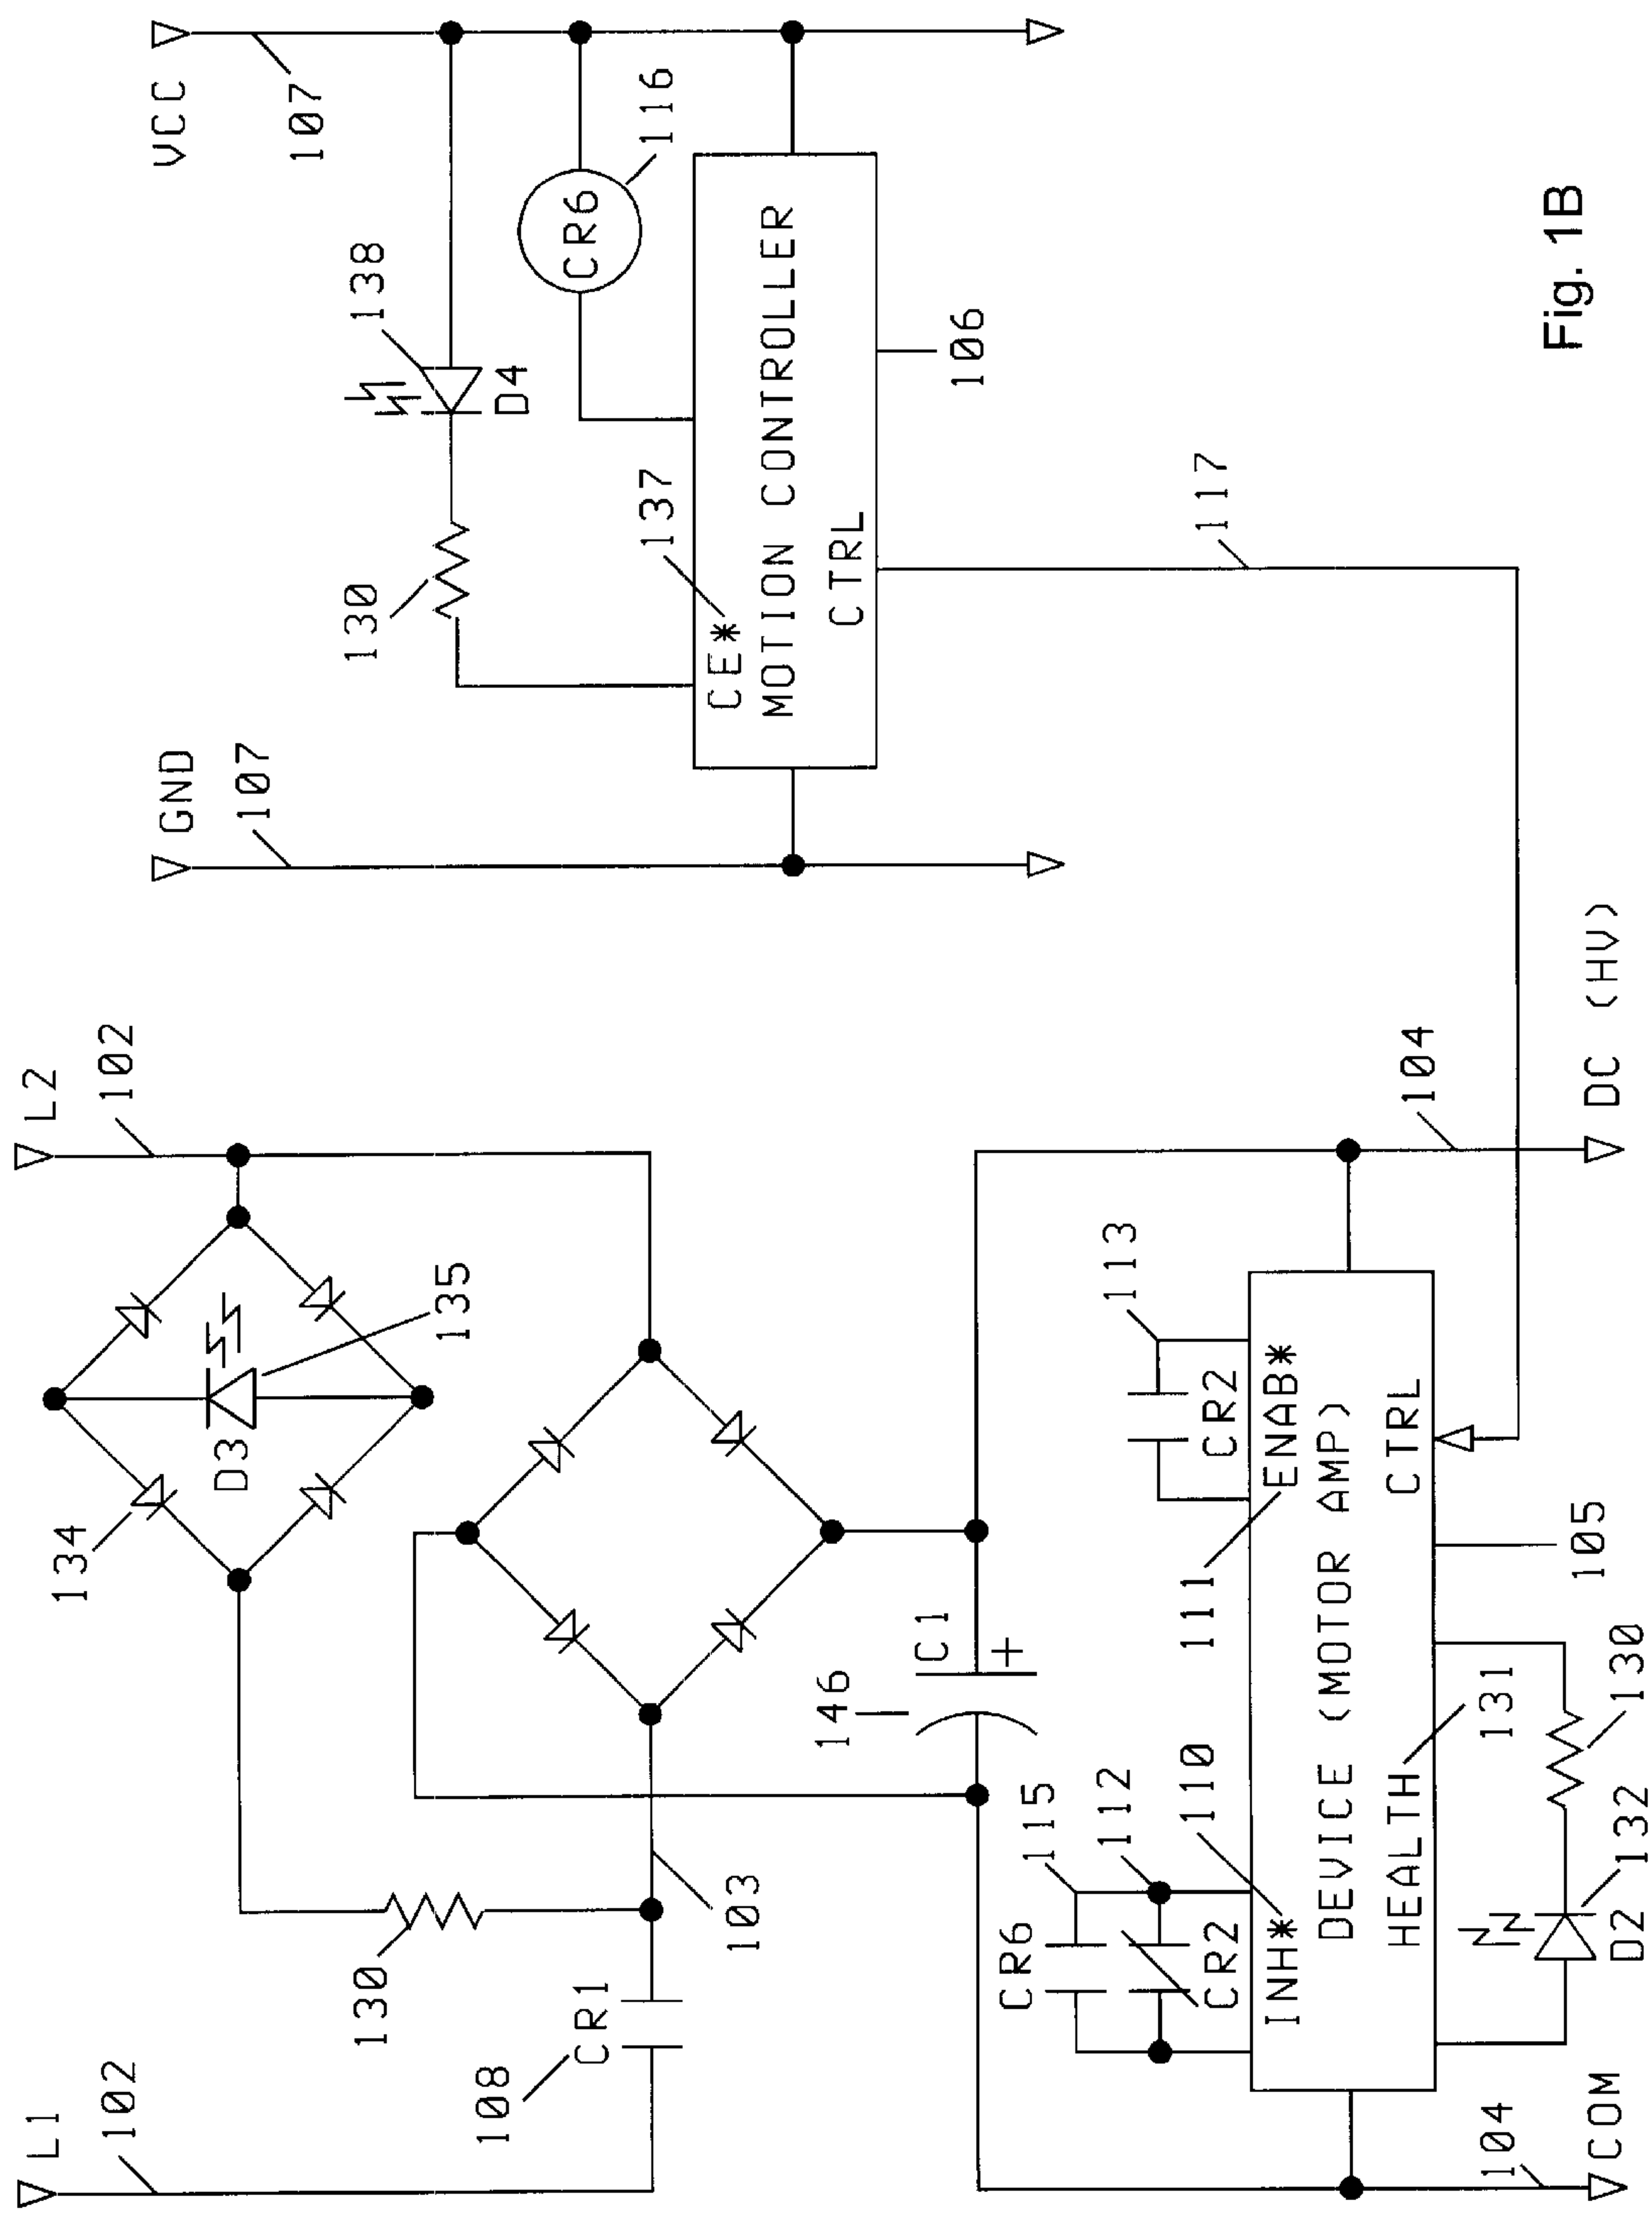 L1
102
L2
102
134
D3
135
130
108
CR1
103
146
C1
+
115
CR6
112
CR2
110
INH*
111
ENAB*
113
CR2
DEVICE (MOTOR AMP)
HEALTH
131
CTRL
105
D2
132
130
104
COM
104
DC (HV)
GND
107
VCC
107
138
D4
130
CR6
116
137
CE*
MOTION CONTROLLER
CTRL
106
117
Fig. 1B